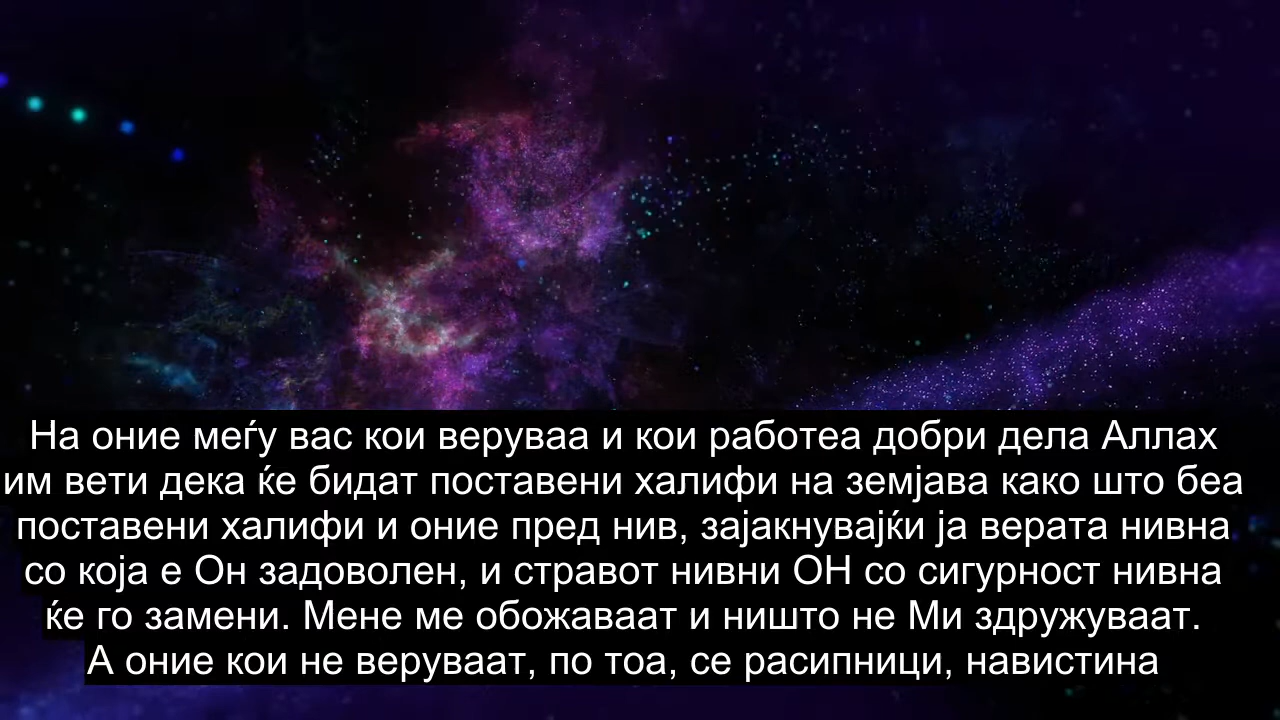 На оние меѓу вас кои веруваа и кои работеа добри дела Аллах
им вети дека ќе бидат поставени халифи на земјава како што беа
поставени халифи и оние пред нив, зајакнувајќи ја верата нивна
со која е Он задоволен, и стравот нивни ОН со сигурност нивна
ќе го замени. Мене ме обожаваат и ништо не Ми здружуваат.
А оние кои не веруваат, по тоа, се расипници, навистина